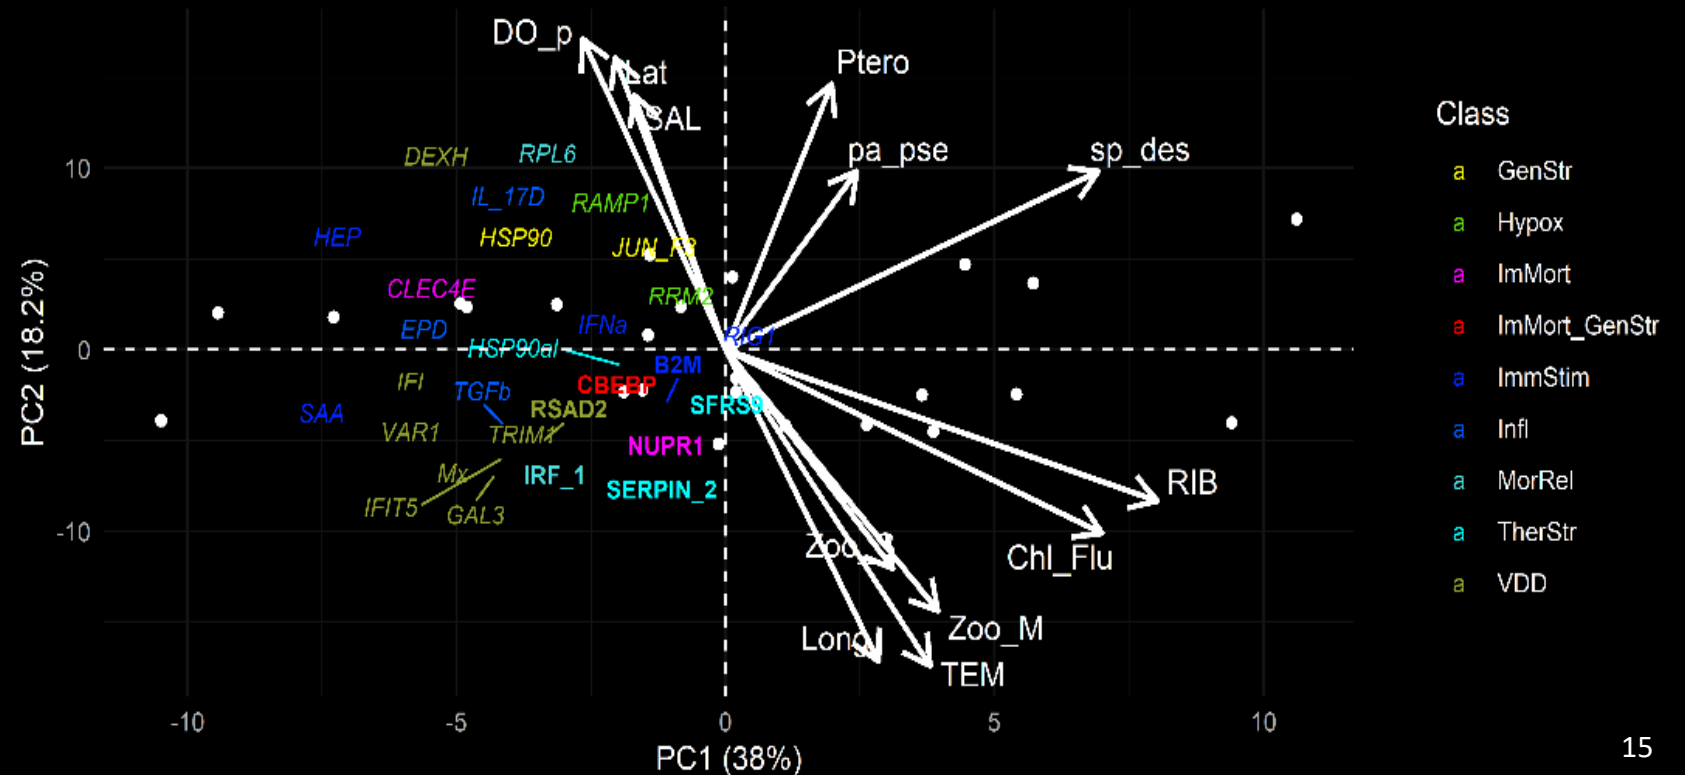 DO_p
Lat
SAL
Ptero
pa_pse
sp_des
DEXH
RPL6
IL_17D
RAMP1
HEP
HSP90
JUN_F3
CLEC4E
RRM2
EPD
IFNa
RIG1
HSP90al
B2M
IFI
TGFb
CBEBP
SAA
RSAD2
SFRS9
VAR1
TRIM1
NUPR1
Mx
IRF_1
SERPIN_2
IFIT5
GAL3
RIB
Chl_Flu
Zoo_M
Long
TEM
10
0
-10
-10
-5
0
5
10
PC1 (38%)
PC2 (18.2%)
Class
a GenStr
a Hypox
a ImMort
a ImMort_GenStr
a ImmStim
a Infl
a MorRel
a TherStr
a VDD
15